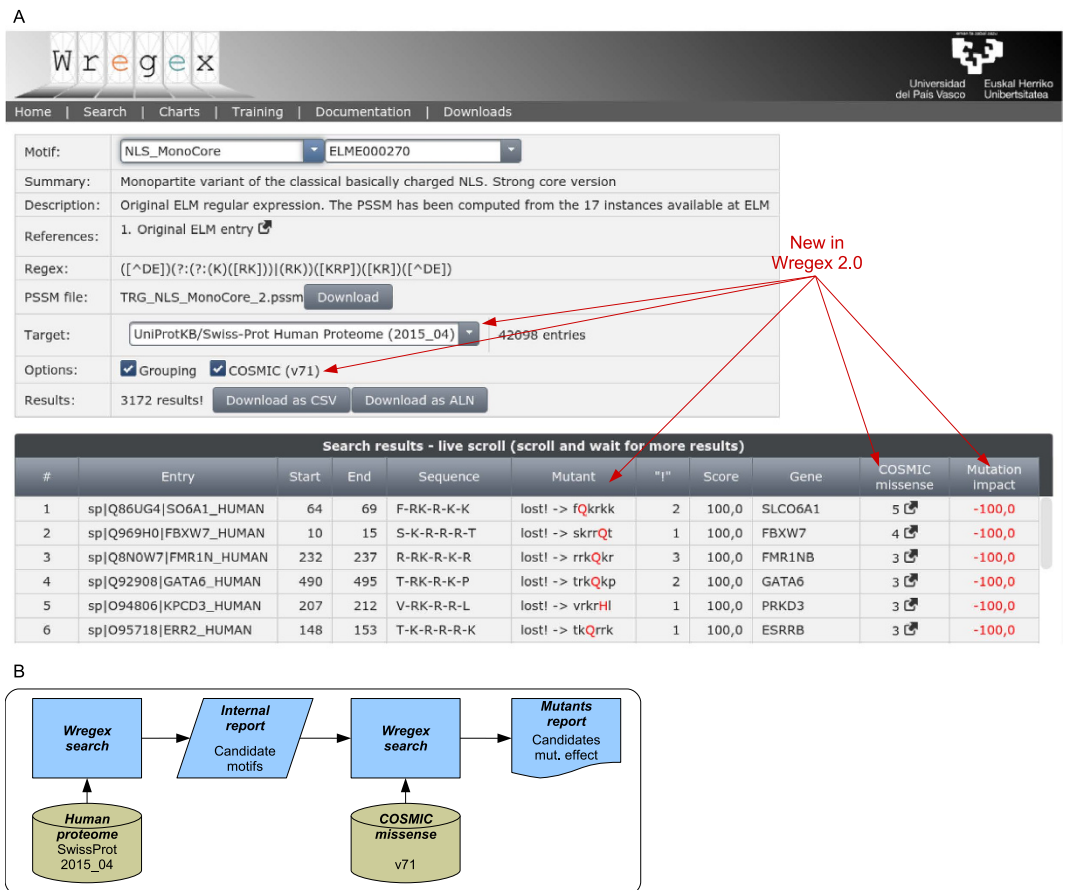 A
Wregex
Universidad del País Vasco
Euskal Herriko Unibertsitatea
Home | Search | Charts | Training | Documentation | Downloads
Motif: NLS_MonoCore ELME000270
Summary: Monopartite variant of the classical basically charged NLS. Strong core version
Description: Original ELM regular expression. The PSSM has been computed from the 17 instances available at ELM
References: 1. Original ELM entry
New in
Wregex 2.0
Regex: ([^DE])(?:(?:(K)([RK]))|(RK))([KRP])([KR])([^DE])
PSSM file: TRG_NLS_MonoCore_2.pssm Download
Target: UniProtKB/Swiss-Prot Human Proteome (2015_04) 42098 entries
Options: Grouping COSMIC (v71)
Results: 3172 results! Download as CSV Download as ALN
Search results - live scroll (scroll and wait for more results)
# Entry Start End Sequence Mutant "!" Score Gene COSMIC missense Mutation impact
1 sp|Q86UG4|SO6A1_HUMAN 64 69 F-RK-R-K-K lost! -> fQkrkk 2 100,0 SLCO6A1 5 -100,0
2 sp|Q969H0|FBXW7_HUMAN 10 15 S-K-R-R-R-T lost! -> skrrQt 1 100,0 FBXW7 4 -100,0
3 sp|Q8N0W7|FMR1N_HUMAN 232 237 R-RK-R-K-R lost! -> rrkQkr 3 100,0 FMR1NB 3 -100,0
4 sp|Q92908|GATA6_HUMAN 490 495 T-RK-R-K-P lost! -> trkQkp 2 100,0 GATA6 3 -100,0
5 sp|O94806|KPCD3_HUMAN 207 212 V-RK-R-R-L lost! -> vrkrHl 1 100,0 PRKD3 3 -100,0
6 sp|O95718|ERR2_HUMAN 148 153 T-K-R-R-R-K lost! -> tkQrrk 1 100,0 ESRRB 3 -100,0
B
Wregex
search
Internal
report
Candidate
motifs
Wregex
search
Mutants
report
Candidates
mut. effect
Human
proteome
SwissProt
2015_04
COSMIC
missense
v71